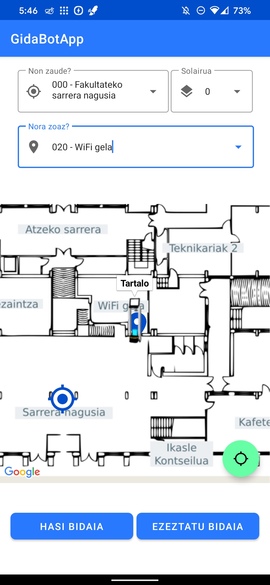 5:46
73%
GidaBotApp
Non zaude?
000 - Fakultateko
sarrera nagusia
Solairua
0
Nora zoaz?
020 - WiFi gela
Atzeko sarrera
Teknikariak 2
Tartalo
ezaintza
WiFi gela
Sarrera nagusia
Kafete
Ikasle
Kontseilua
Google
HASI BIDAIA
EZEZTATU BIDAIA